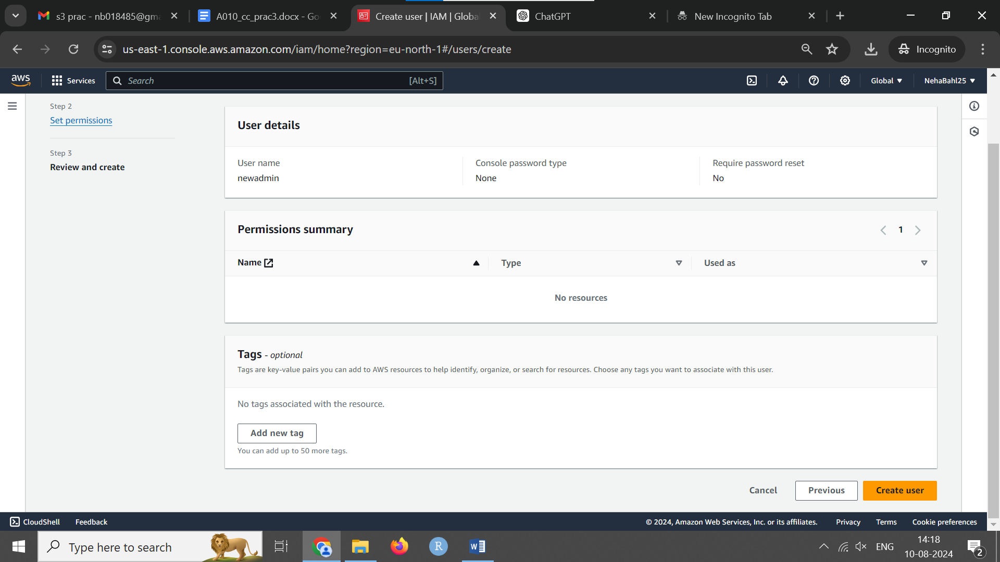 s3 prac - nb018485@gma
A010_cc_prac3.docx - Go
Create user | IAM | Global
ChatGPT
New Incognito Tab
us-east-1.console.aws.amazon.com/iam/home?region=eu-north-1#/users/create
Incognito
aws
Services
Search
[Alt+S]
Global
NehaBahl25
Step 2
Set permissions
Step 3
Review and create
User details
User name
newadmin
Console password type
None
Require password reset
No
Permissions summary
1
Name
Type
Used as
No resources
Tags - optional
Tags are key-value pairs you can add to AWS resources to help identify, organize, or search for resources. Choose any tags you want to associate with this user.
No tags associated with the resource.
Add new tag
You can add up to 50 more tags.
Cancel
Previous
Create user
CloudShell
Feedback
© 2024, Amazon Web Services, Inc. or its affiliates.
Privacy
Terms
Cookie preferences
Type here to search
R
W
ENG
14:18
10-08-2024
2